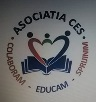 ASOCIATIA CES
COLABORAM - EDUCAM - SPRIJINIM